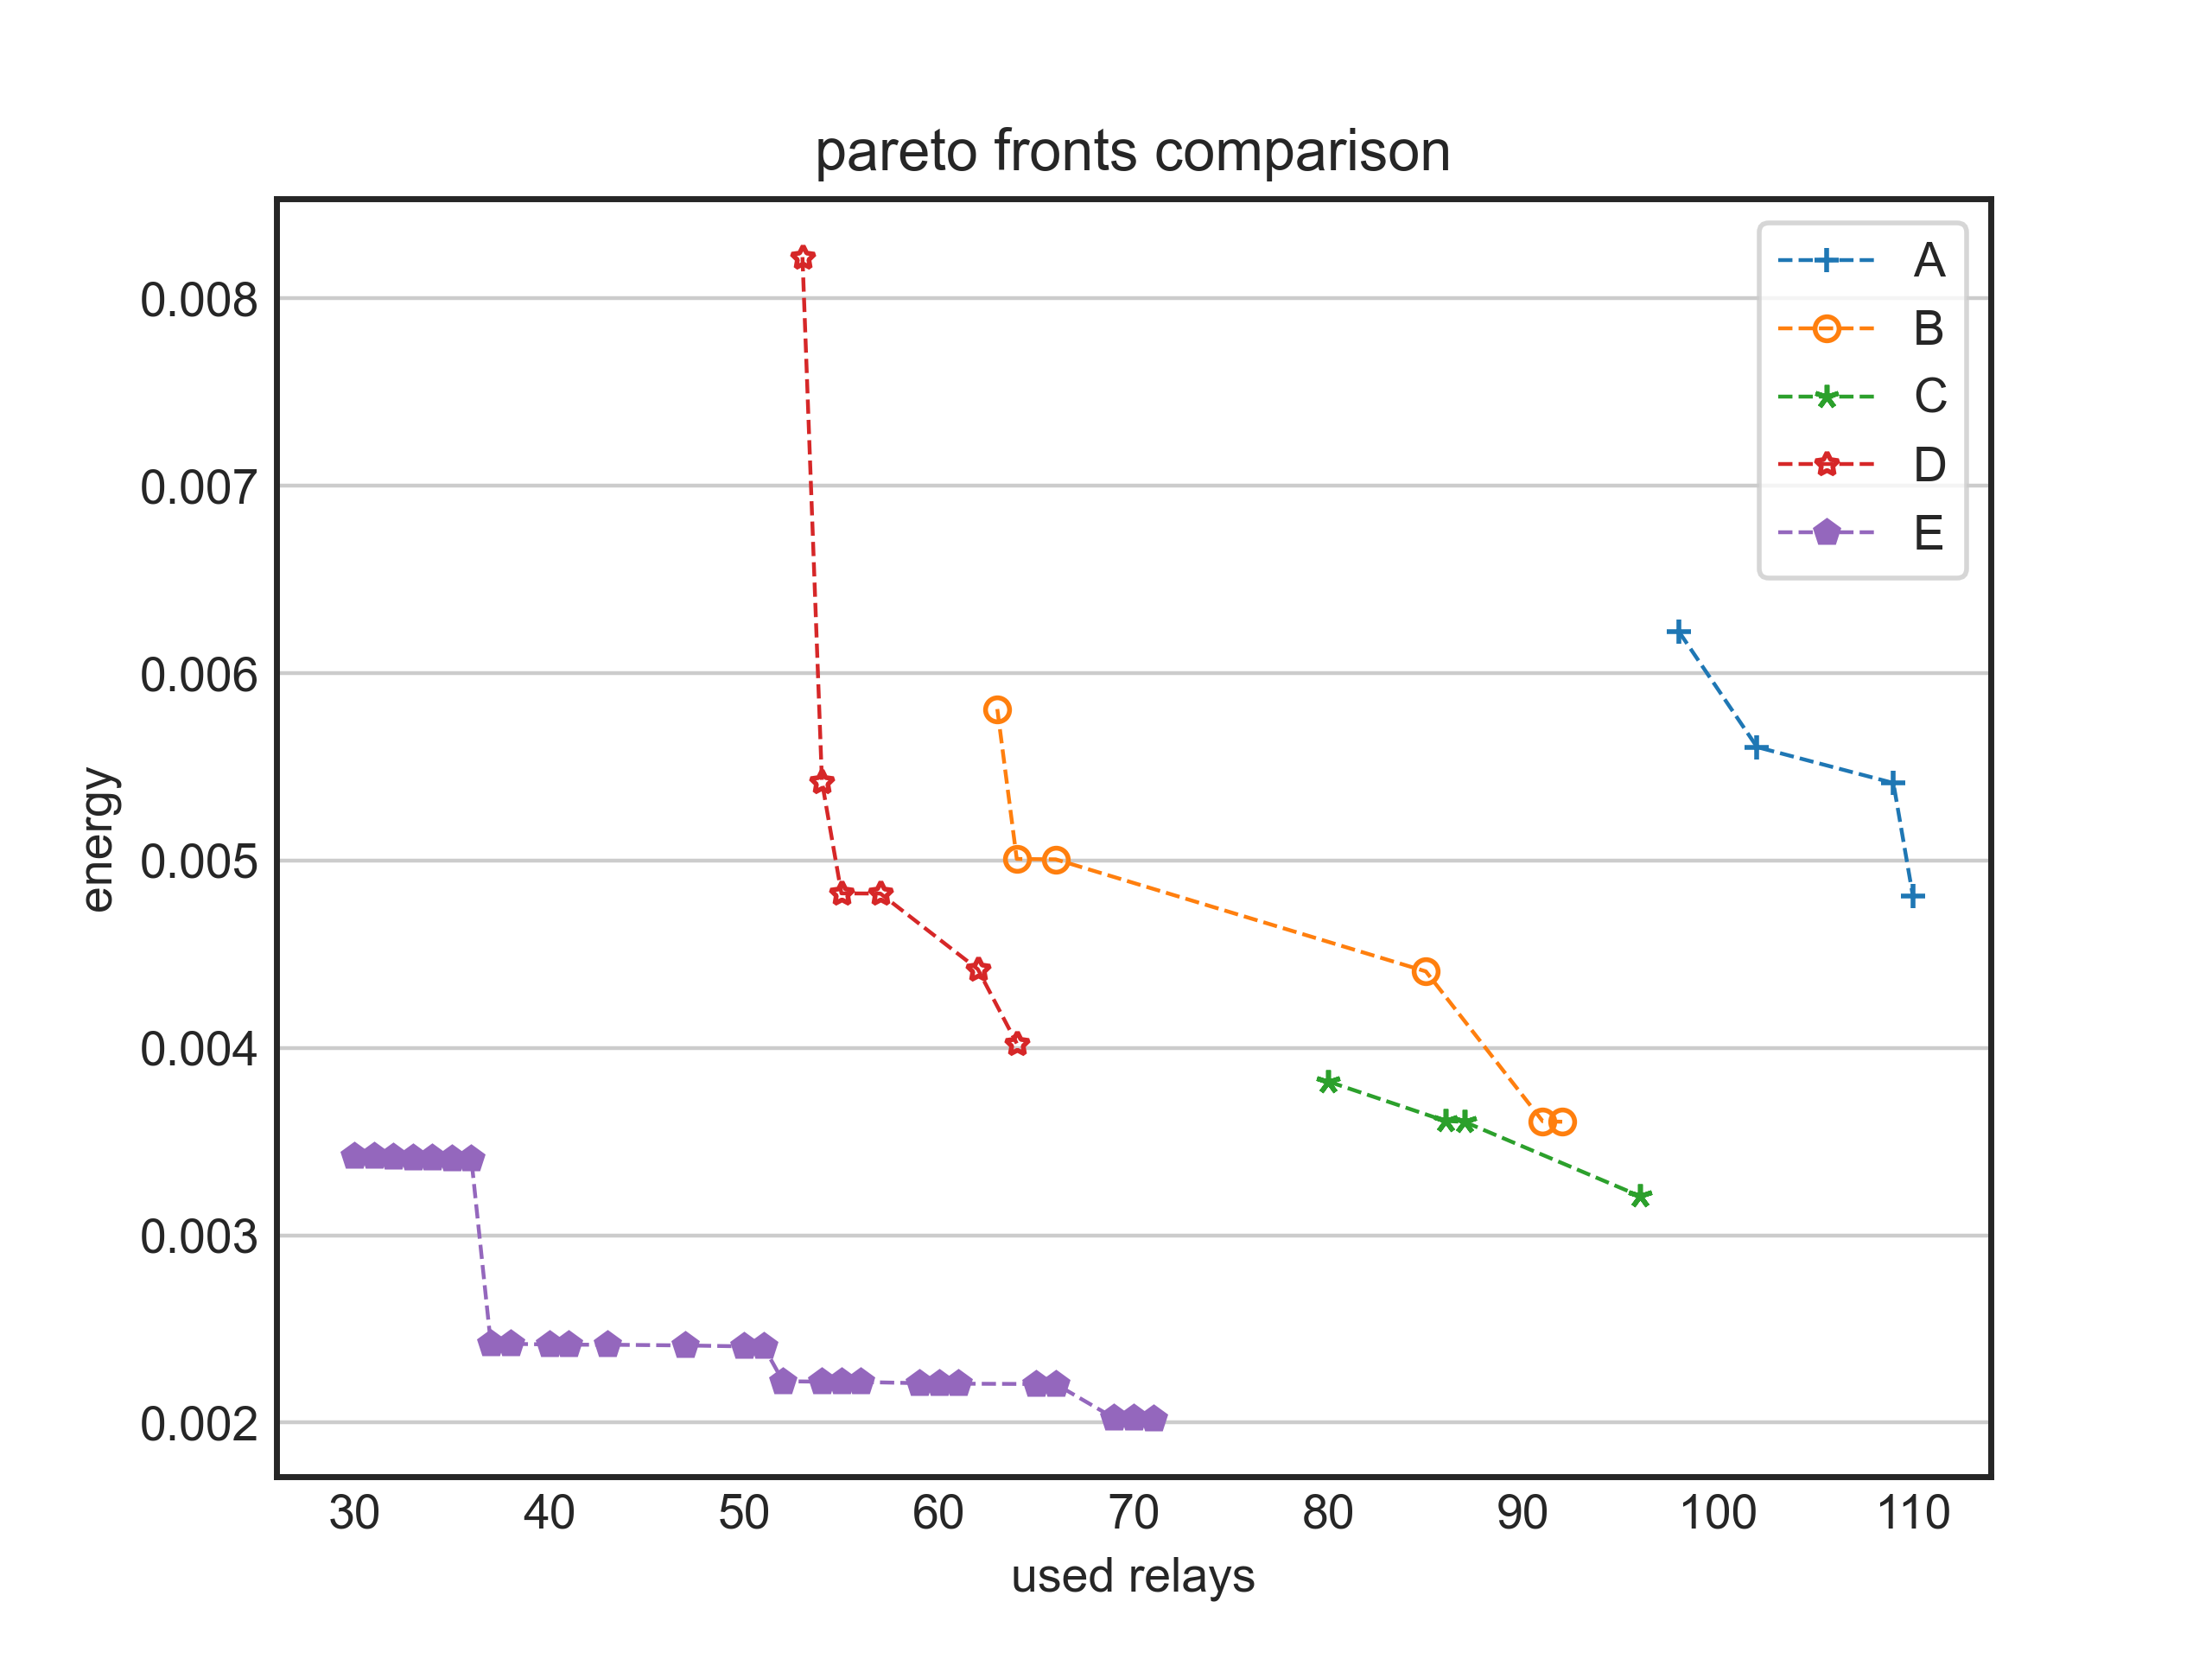 pareto fronts comparison
A
B
C
D
E
0.008
0.007
0.006
0.005
0.004
0.003
0.002
energy
30 40 50 60 70 80 90 100 110
used relays